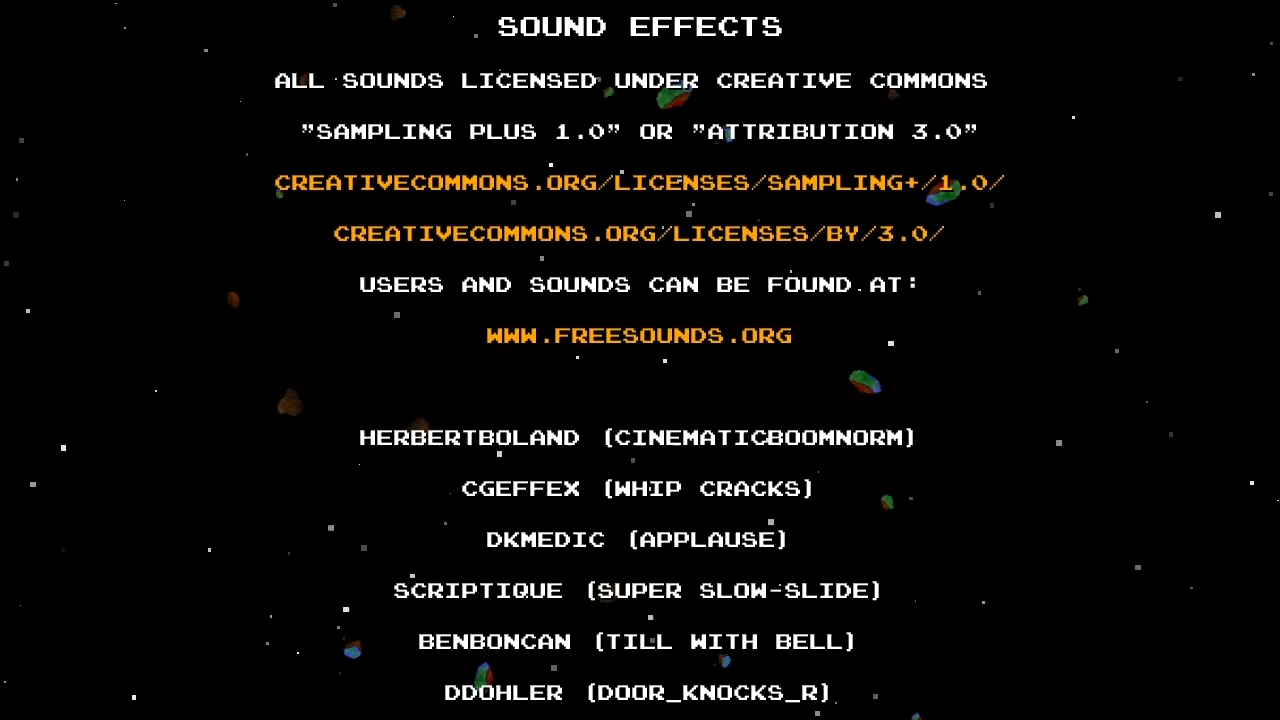 SOUND EFFECTS
ALL SOUNDS LICENSED UNDER CREATIVE COMMONS
"SAMPLING PLUS 1.0" OR "ATTRIBUTION 3.0"
CREATIVECOMMONS.ORG/LICENSES/SAMPLING+/1.0/
CREATIVECOMMONS.ORG/LICENSES/BY/3.0/
USERS AND SOUNDS CAN BE FOUND AT:
WWW.FREESOUNDS.ORG
HERBERTBOLAND (CINEMATICBOOMNORM)
CGEFFEX (WHIP CRACKS)
DKMEDIC (APPLAUSE)
SCRIPTIQUE (SUPER SLOW-SLIDE)
BENBONCAN (TILL WITH BELL)
DDOHLER (DOOR_KNOCKS_R)